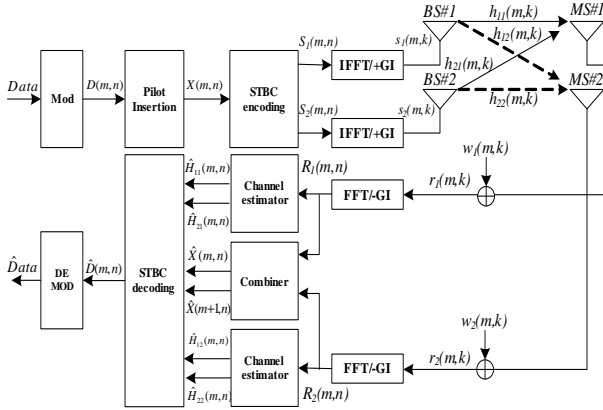 BS#1
MS#1
h11(m,k)
h12(m,k)
S1(m,n)
s1(m,k)
IFFT/+GI
h21(m,k)
BS#2
MS#2
Data
D(m,n)
X(m,n)
Mod
Pilot
Insertion
STBC
encoding
h22(m,k)
S2(m,n)
s2(m,k)
IFFT/+GI
Ĥ11(m,n)
Channel
estimator
R1(m,n)
FFT/-GI
r1(m,k)
w1(m,k)
Ĥ21(m,n)
X̂(m,n)
Combiner
D̂ata
DE
MOD
D̂(m,n)
STBC
decoding
X̂(m+1,n)
w2(m,k)
Ĥ12(m,n)
Channel
estimator
FFT/-GI
r2(m,k)
Ĥ22(m,n)
R2(m,n)